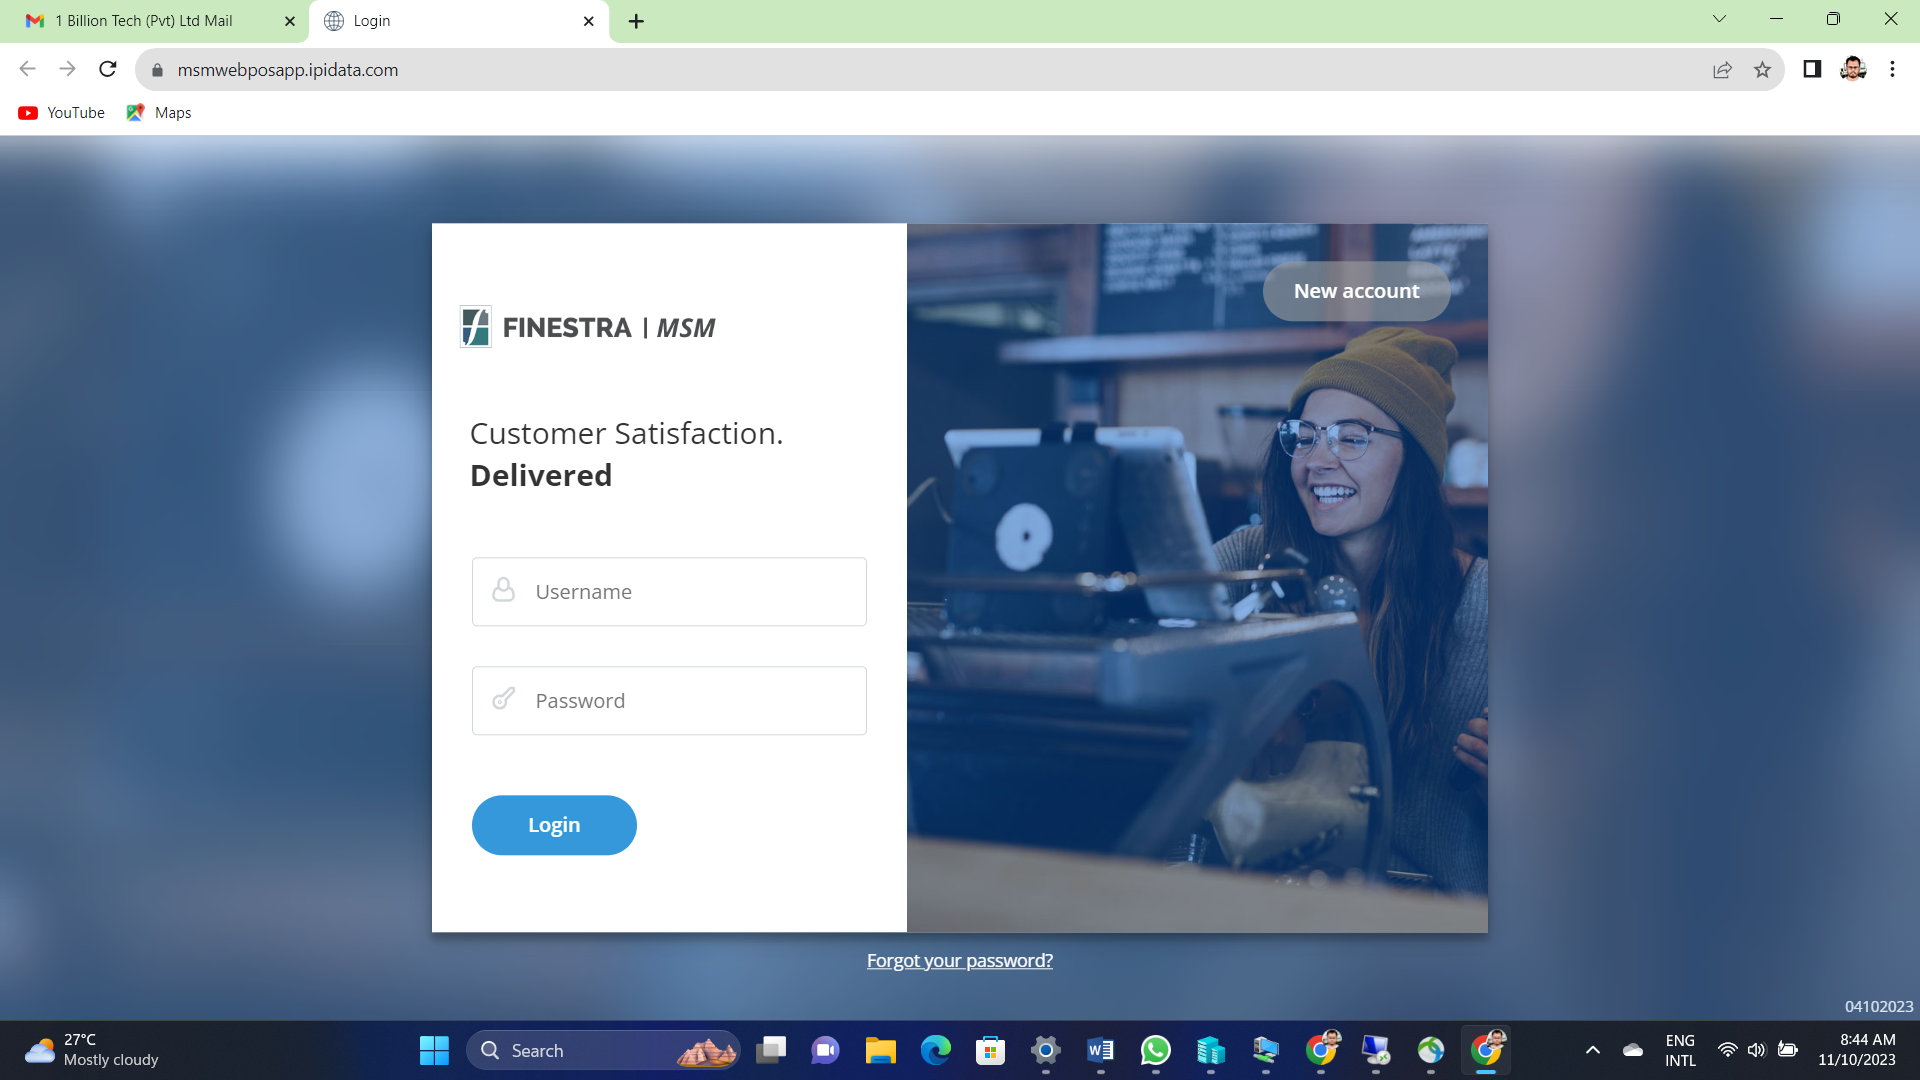 1 Billion Tech (Pvt) Ltd Mail
Login
msmwebposapp.ipidata.com
YouTube
Maps
New account
FINESTRA | MSM
Customer Satisfaction.
Delivered
Username
Password
Login
Forgot your password?
04102023
27°C
Mostly cloudy
Search
ENG
INTL
8:44 AM
11/10/2023